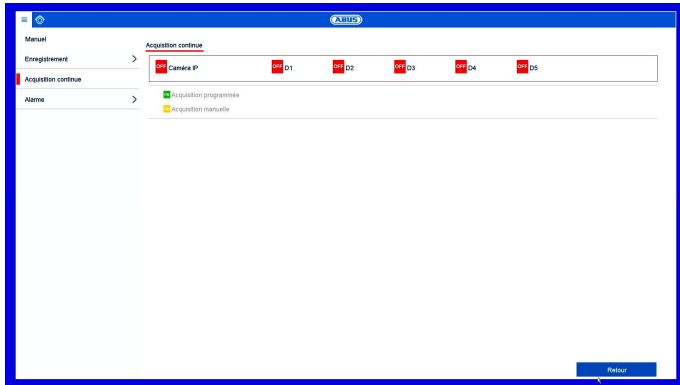 ABUS
Manuel
Enregistrement
Acquisition continue
Alarme
Acquisition continue
OFF Caméra IP OFF D1 OFF D2 OFF D3 OFF D4 OFF D5
ON Acquisition programmée
Acquisition manuelle
Retour